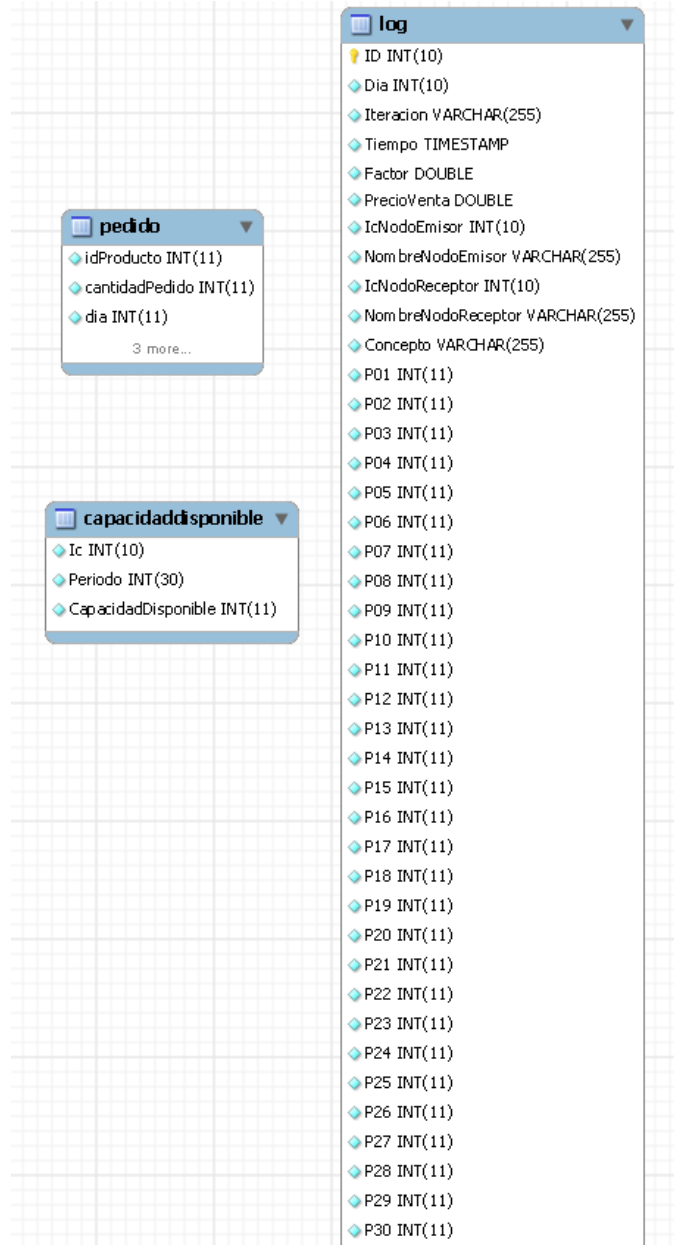 pedido
idProducto INT(11)
cantidadPedido INT(11)
dia INT(11)
3 more...
capacidaddisponible
Ic INT(10)
Periodo INT(30)
CapacidadDisponible INT(11)
log
ID INT(10)
Dia INT(10)
Iteracion VARCHAR(255)
Tiempo TIMESTAMP
Factor DOUBLE
PrecioVenta DOUBLE
IcNodoEmisor INT(10)
NombreNodoEmisor VARCHAR(255)
IcNodoReceptor INT(10)
NombreNodoReceptor VARCHAR(255)
Concepto VARCHAR(255)
P01 INT(11)
P02 INT(11)
P03 INT(11)
P04 INT(11)
P05 INT(11)
P06 INT(11)
P07 INT(11)
P08 INT(11)
P09 INT(11)
P10 INT(11)
P11 INT(11)
P12 INT(11)
P13 INT(11)
P14 INT(11)
P15 INT(11)
P16 INT(11)
P17 INT(11)
P18 INT(11)
P19 INT(11)
P20 INT(11)
P21 INT(11)
P22 INT(11)
P23 INT(11)
P24 INT(11)
P25 INT(11)
P26 INT(11)
P27 INT(11)
P28 INT(11)
P29 INT(11)
P30 INT(11)